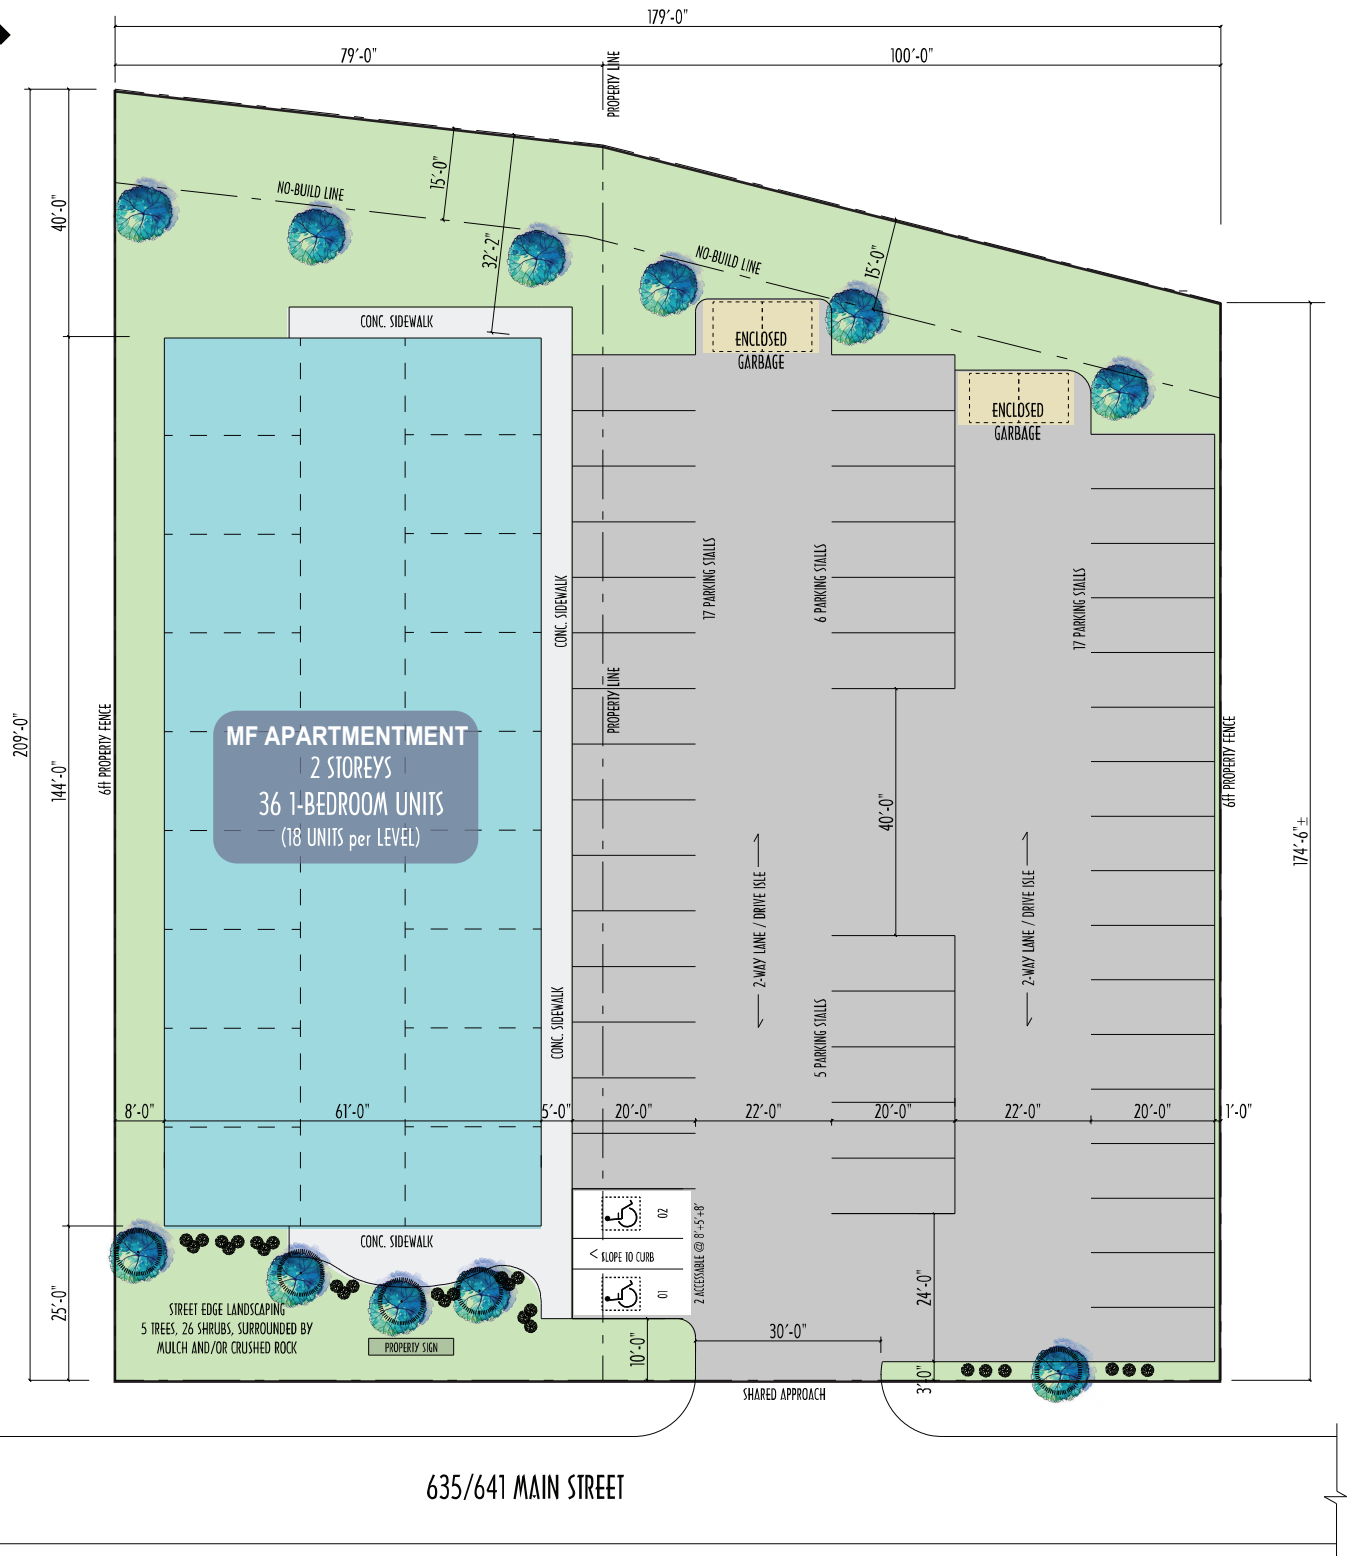 179'-0"
79'-0"
100'-0"
PROPERTY LINE
40'-0"
15'-0"
NO-BUILD LINE
32'-2"
NO-BUILD LINE
15'-0"
CONC. SIDEWALK
ENCLOSED
GARBAGE
ENCLOSED
GARBAGE
17 PARKING STALLS
6 PARKING STALLS
17 PARKING STALLS
CONC. SIDEWALK
PROPERTY LINE
209'-0"
144'-0"
6ft PROPERTY FENCE
MF APARTMENTMENT
2 STOREYS
36 1-BEDROOM UNITS
(18 UNITS per LEVEL)
40'-0"
6ft PROPERTY FENCE
174'-6"±
2-WAY LANE / DRIVE ISLE
2-WAY LANE / DRIVE ISLE
CONC. SIDEWALK
5 PARKING STALLS
8'-0"
61'-0"
5'-0"
20'-0"
22'-0"
20'-0"
22'-0"
20'-0"
1'-0"
02
CONC. SIDEWALK
< SLOPE TO CURB
2 ACCESSABLE @ 8'+5'+8'
01
25'-0"
STREET EDGE LANDSCAPING
5 TREES, 26 SHRUBS, SURROUNDED BY
MULCH AND/OR CRUSHED ROCK
PROPERTY SIGN
10'-0"
30'-0"
24'-0"
3'-0"
SHARED APPROACH
635/641 MAIN STREET